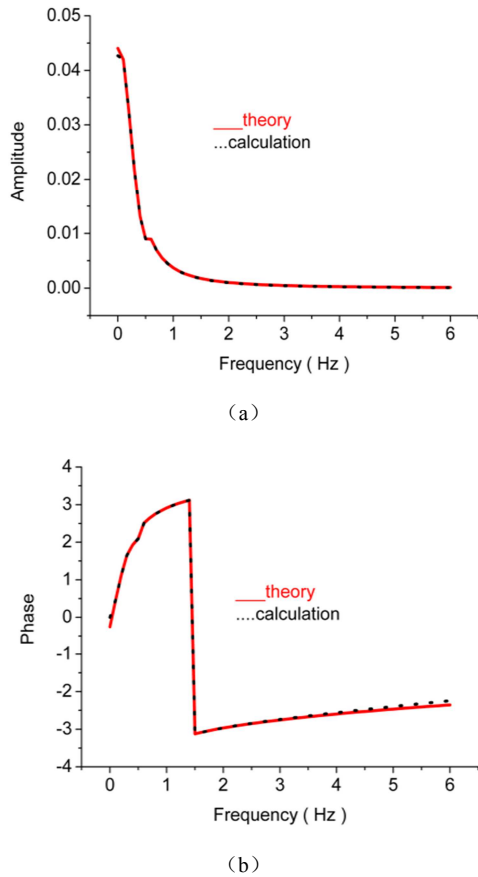 0.05
0.04
0.03
0.02
0.01
0.00
Amplitude
___theory
...calculation
0 1 2 3 4 5 6
Frequency ( Hz )
（a）
4
3
2
1
0
-1
-2
-3
-4
Phase
___theory
....calculation
0 1 2 3 4 5 6
Frequency ( Hz )
（b）